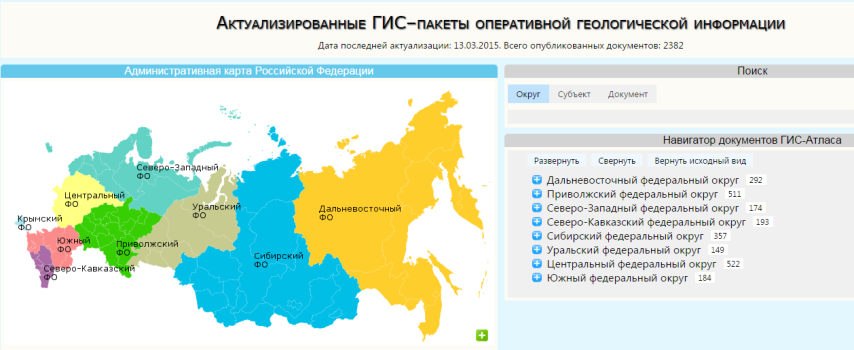 Актуализированные ГИС-пакеты оперативной геологической информации
Дата последней актуализации: 13.03.2015. Всего опубликованных документов: 2382
Административная карта Российской Федерации
Северо-Западный
ФО
Центральный
ФО
Крымский
ФО
Южный
ФО
Северо-Кавказский
ФО
Приволжский
ФО
Уральский
ФО
Сибирский
ФО
Дальневосточный
ФО
Поиск
Округ Субъект Документ
Навигатор документов ГИС-Атласа
Развернуть Свернуть Вернуть исходный вид
Дальневосточный федеральный округ 292
Приволжский федеральный округ 511
Северо-Западный федеральный округ 174
Северо-Кавказский федеральный округ 193
Сибирский федеральный округ 357
Уральский федеральный округ 149
Центральный федеральный округ 522
Южный федеральный округ 184